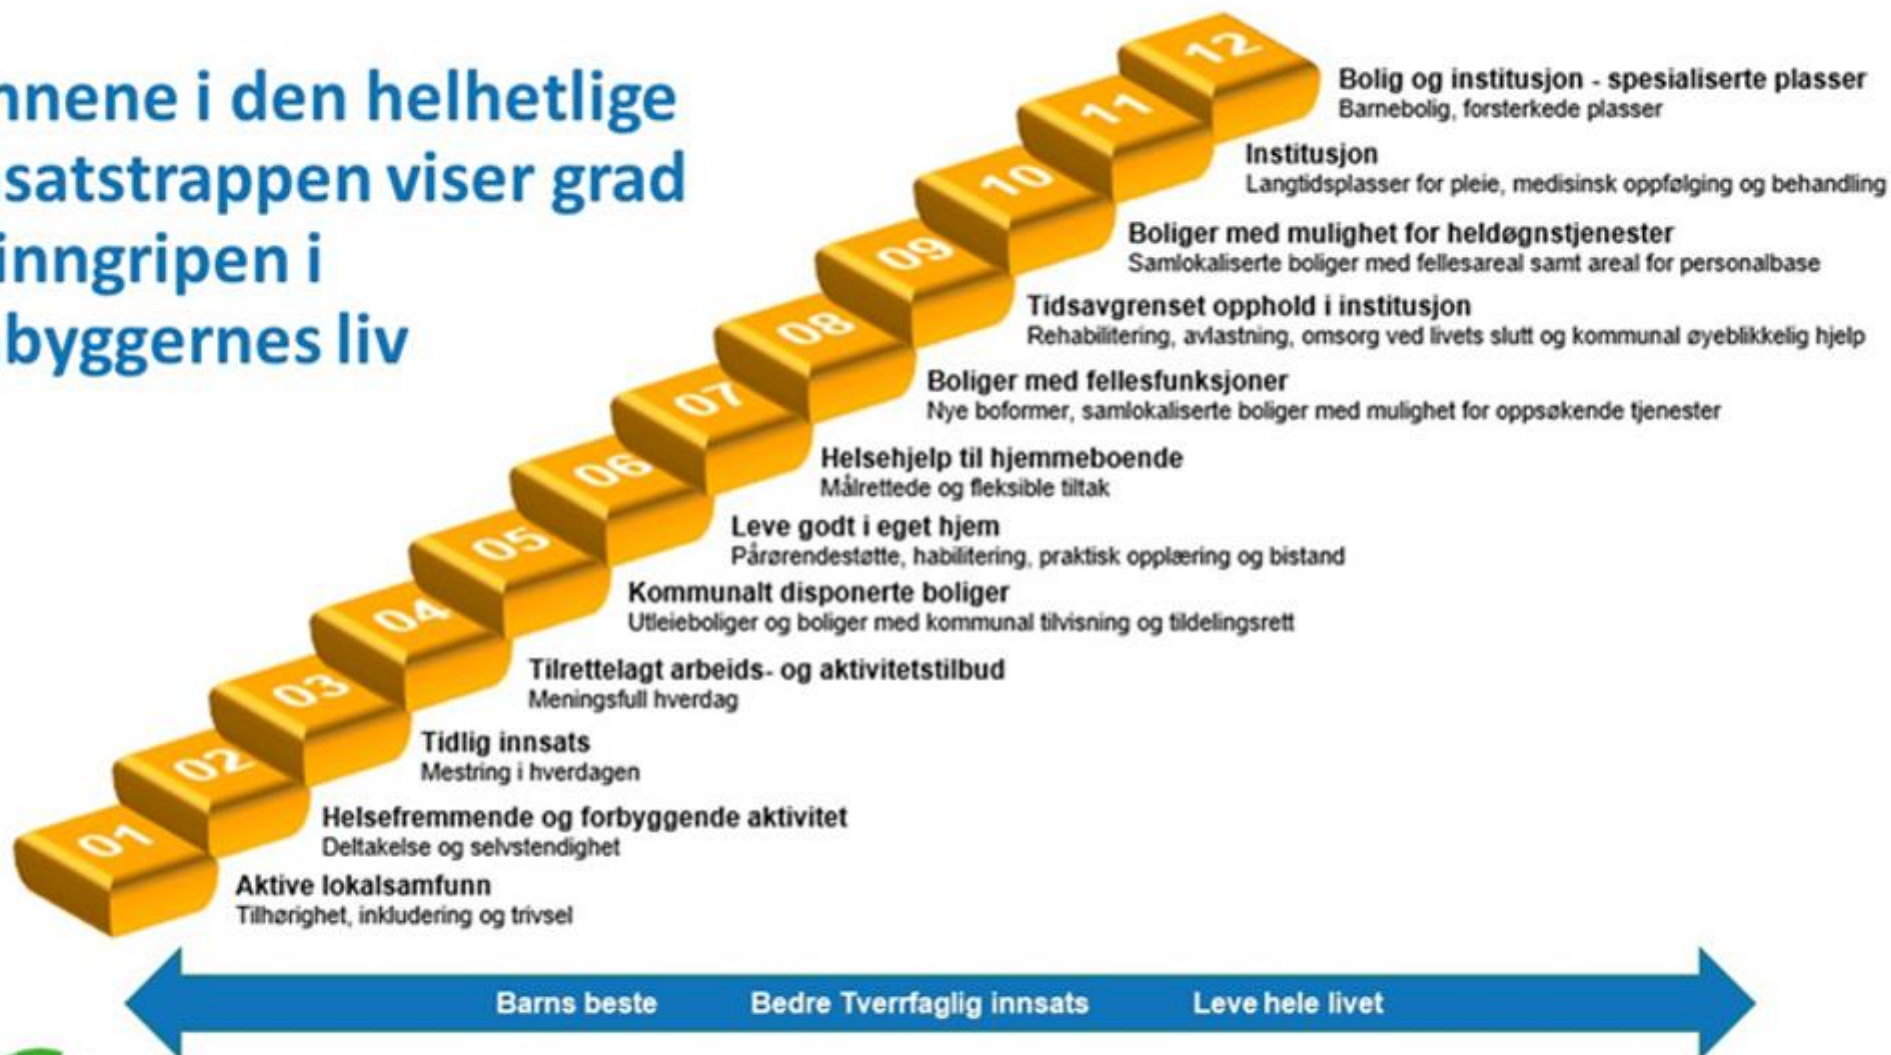 nnene i den helhetlige
satstrappen viser grad
inngripen i
byggernes liv
12
Bolig og institusjon - spesialiserte plasser
Barnebolig, forsterkede plasser
11
Institusjon
Langtidsplasser for pleie, medisinsk oppfølging og behandling
10
Boliger med mulighet for heldøgnstjenester
Samlokaliserte boliger med fellesareal samt areal for personalbase
09
Tidsavgrenset opphold i institusjon
Rehabilitering, avlastning, omsorg ved livets slutt og kommunal øyeblikkelig hjelp
08
Boliger med fellesfunksjoner
Nye boformer, samlokaliserte boliger med mulighet for oppsøkende tjenester
07
Helsehjelp til hjemmeboende
Målrettede og fleksible tiltak
06
Leve godt i eget hjem
Pårørendestøtte, habilitering, praktisk opplæring og bistand
05
Kommunalt disponerte boliger
Utleieboliger og boliger med kommunal tilvisning og tildelingsrett
04
Tilrettelagt arbeids- og aktivitetstilbud
Meningsfull hverdag
03
Tidlig innsats
Mestring i hverdagen
02
Helsefremmende og forbyggende aktivitet
Deltakelse og selvstendighet
01
Aktive lokalsamfunn
Tilhørighet, inkludering og trivsel
Barns beste Bedre Tverrfaglig innsats Leve hele livet